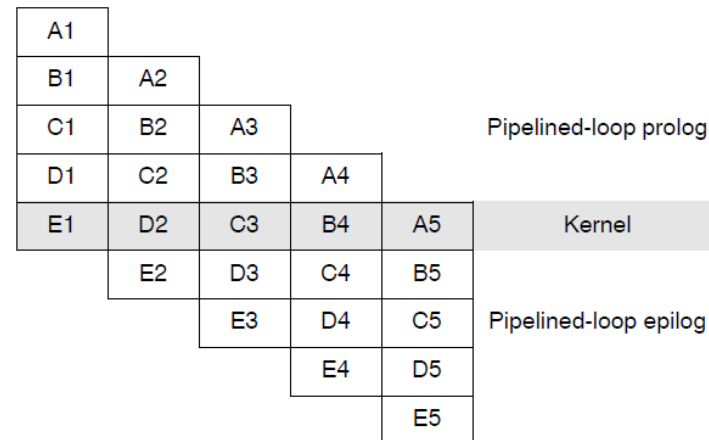 A1
B1 A2
C1 B2 A3 Pipelined-loop prolog
D1 C2 B3 A4
E1 D2 C3 B4 A5 Kernel
E2 D3 C4 B5
E3 D4 C5 Pipelined-loop epilog
E4 D5
E5